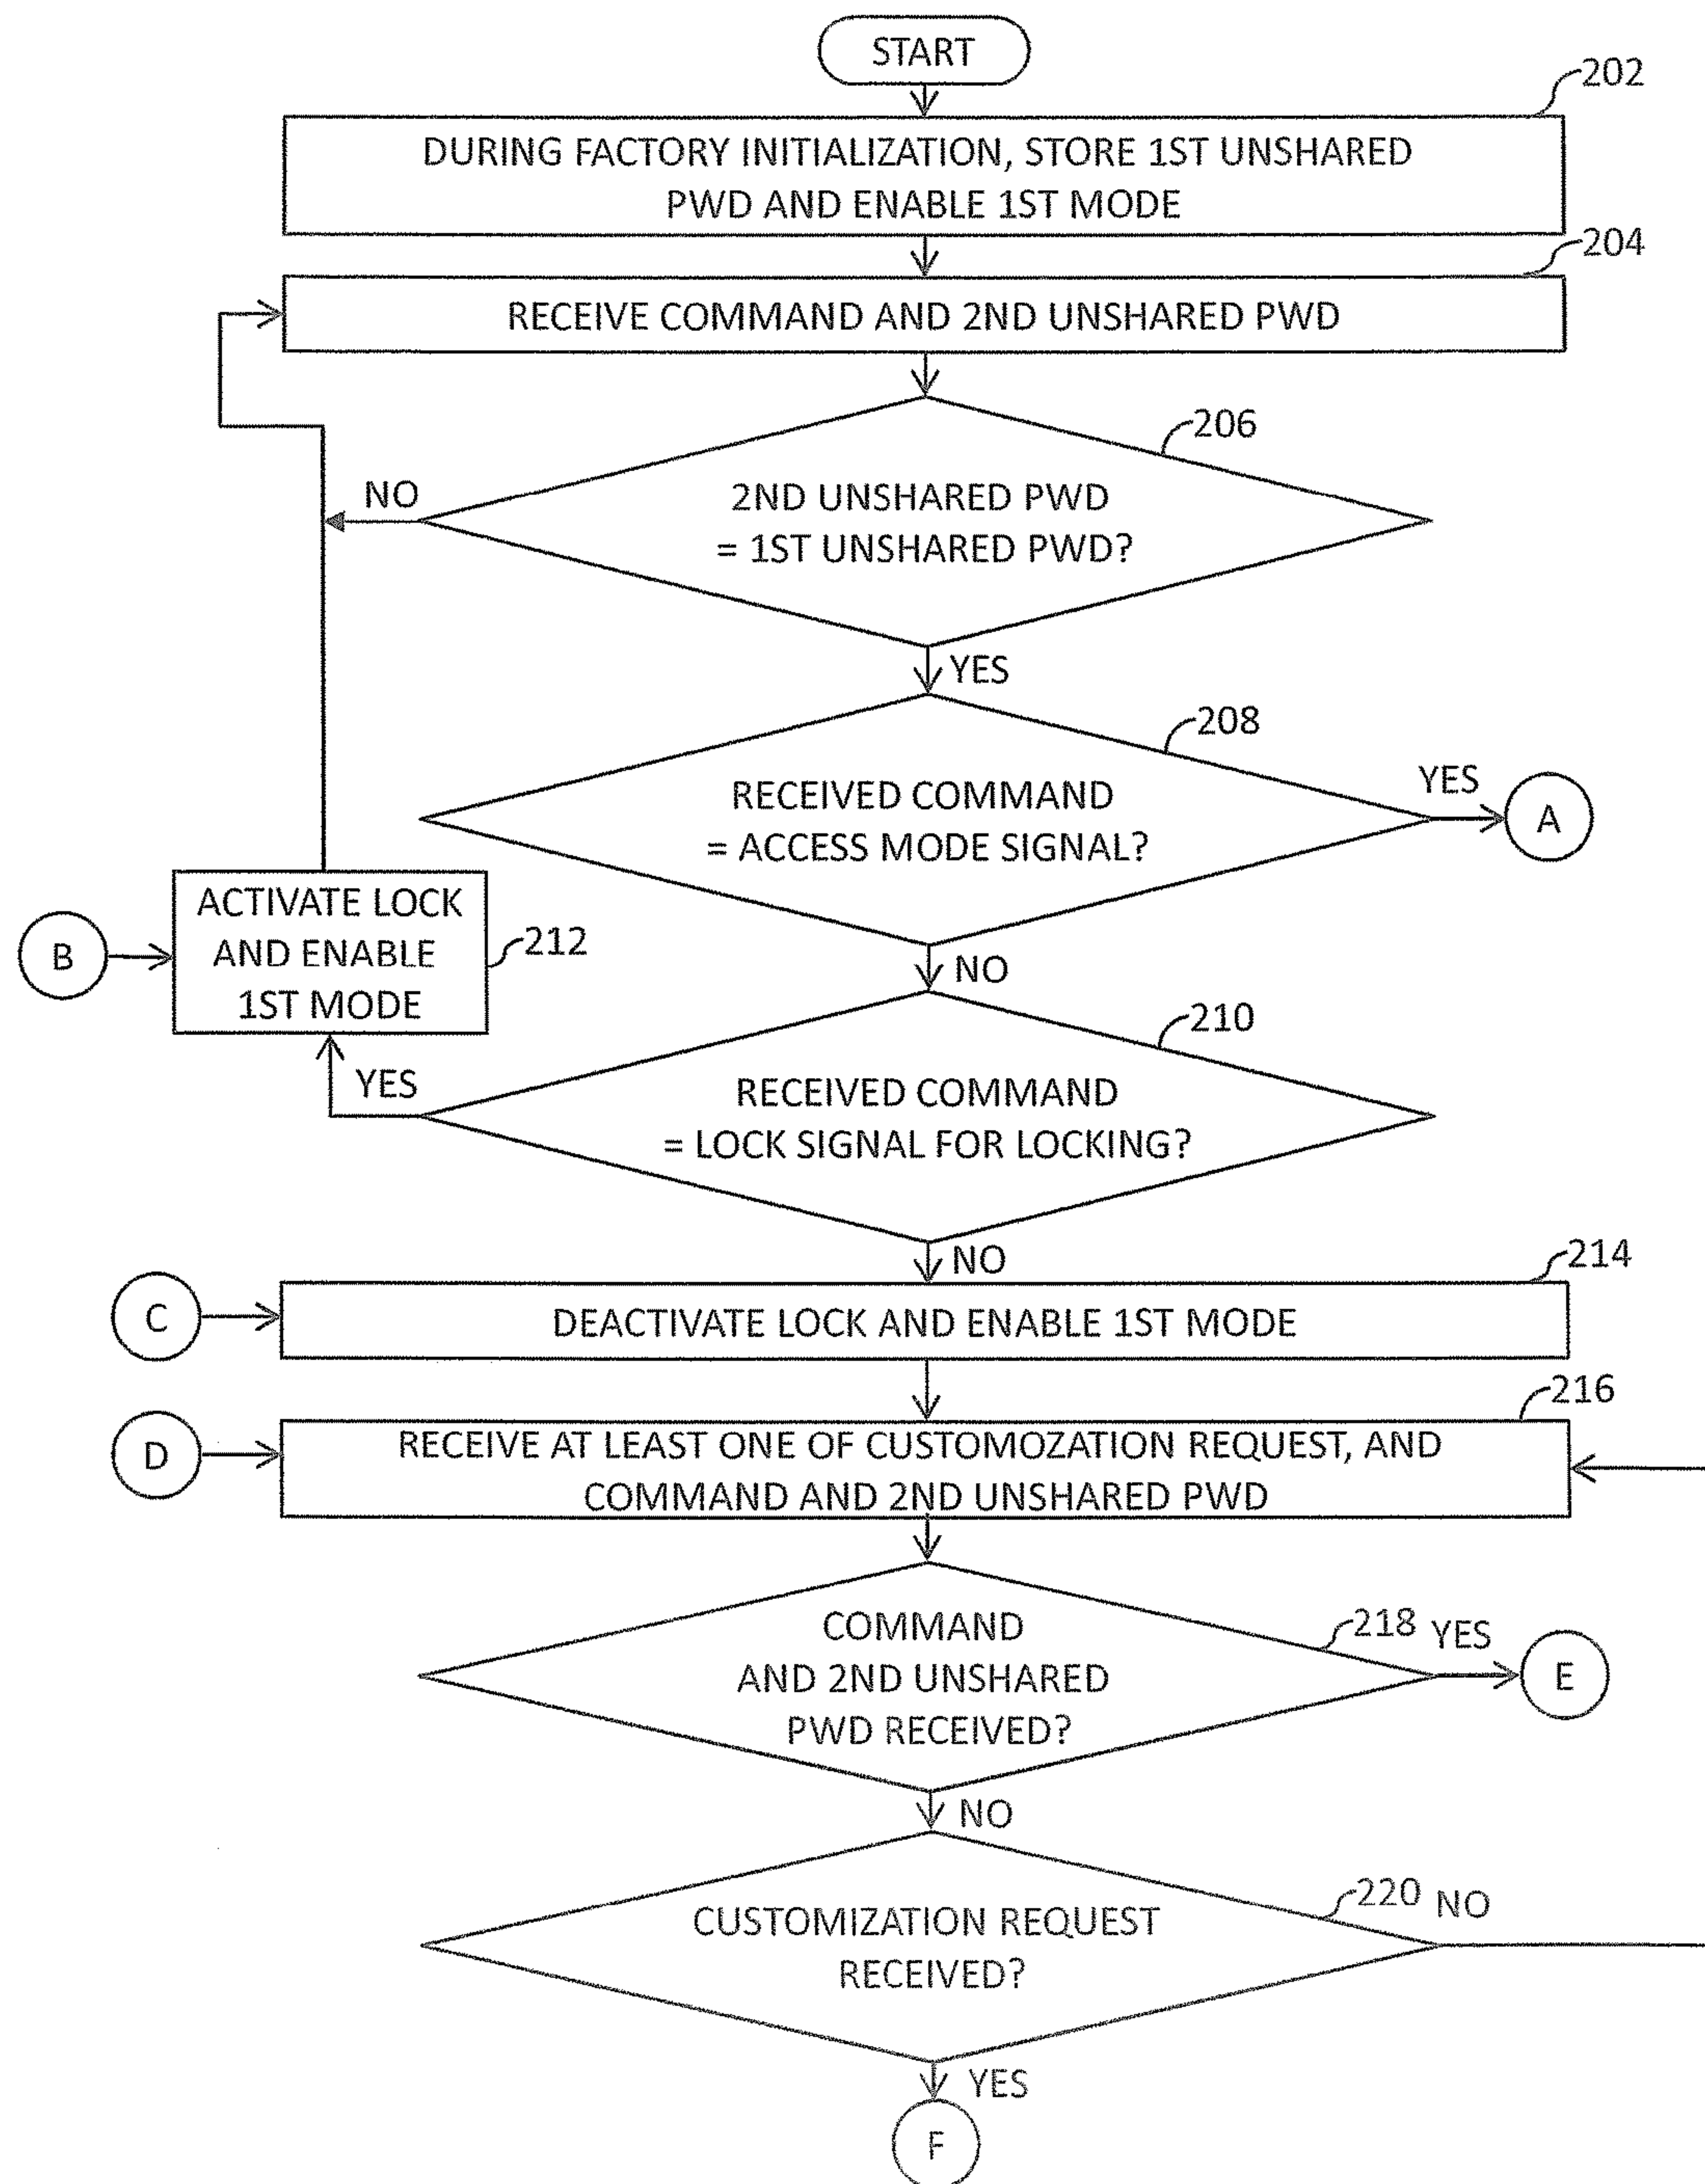 START
202
DURING FACTORY INITIALIZATION, STORE 1ST UNSHARED
PWD AND ENABLE 1ST MODE
204
RECEIVE COMMAND AND 2ND UNSHARED PWD
206
NO
2ND UNSHARED PWD
= 1ST UNSHARED PWD?
YES
208
RECEIVED COMMAND
= ACCESS MODE SIGNAL?
YES
A
ACTIVATE LOCK
AND ENABLE
1ST MODE
B
212
NO
210
YES
RECEIVED COMMAND
= LOCK SIGNAL FOR LOCKING?
NO
214
C
DEACTIVATE LOCK AND ENABLE 1ST MODE
216
D
RECEIVE AT LEAST ONE OF CUSTOMOZATION REQUEST, AND
COMMAND AND 2ND UNSHARED PWD
218
YES
COMMAND
AND 2ND UNSHARED
PWD RECEIVED?
E
NO
220
NO
CUSTOMIZATION REQUEST
RECEIVED?
YES
F